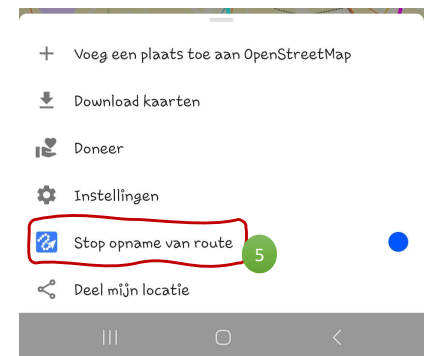 Voeg een plaats toe aan OpenStreetMap
Download kaarten
Doneer
Instellingen
Stop opname van route
5
Deel mijn locatie